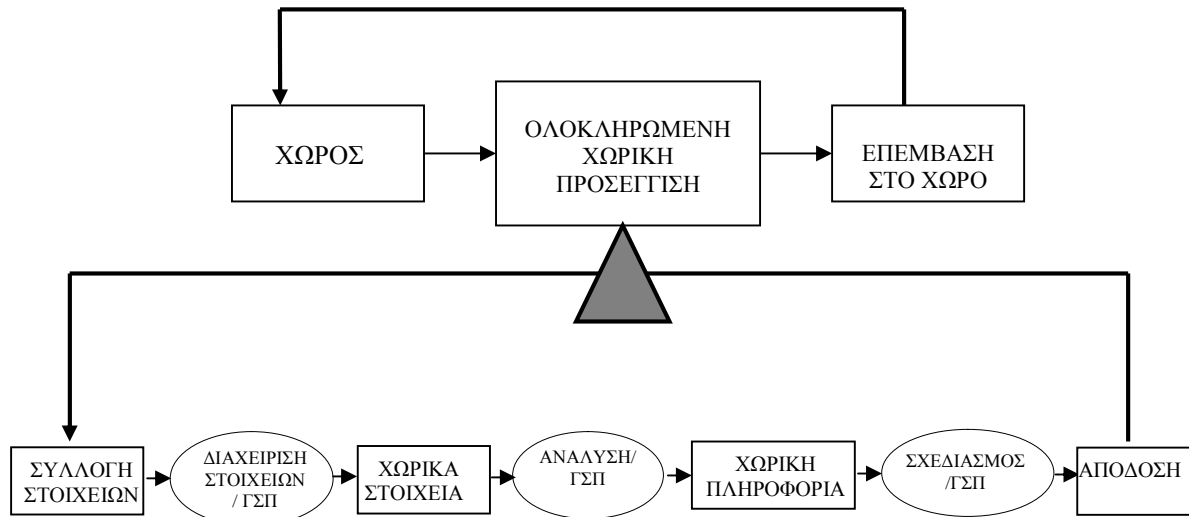 ΧΩΡΟΣ
ΟΛΟΚΛΗΡΩΜΕΝΗ
ΧΩΡΙΚΗ
ΠΡΟΣΕΓΓΙΣΗ
ΕΠΕΜΒΑΣΗ
ΣΤΟ ΧΩΡΟ
ΣΥΛΛΟΓΗ
ΣΤΟΙΧΕΙΩΝ
ΔΙΑΧΕΙΡΙΣΗ
ΣΤΟΙΧΕΙΩΝ
/ ΓΣΠ
ΧΩΡΙΚΑ
ΣΤΟΙΧΕΙΑ
ΑΝΑΛΥΣΗ/
ΓΣΠ
ΧΩΡΙΚΗ
ΠΛΗΡΟΦΟΡΙΑ
ΣΧΕΔΙΑΣΜΟΣ
/ΓΣΠ
ΑΠΟΔΟΣΗ